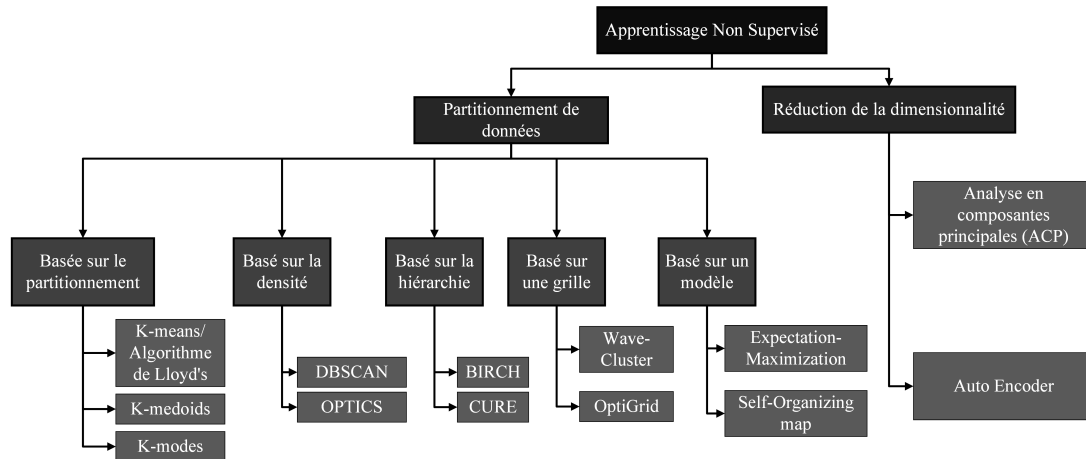 Apprentissage Non Supervisé
Partitionnement de
données
Réduction de la dimensionnalité
Analyse en
composantes
principales (ACP)
Auto Encoder
Basée sur le
partitionnement
Basé sur la
densité
Basé sur la
hiérarchie
Basé sur
une grille
Basé sur un
modèle
K-means/
Algorithme
de Lloyd's
K-medoids
K-modes
DBSCAN
OPTICS
BIRCH
CURE
Wave-
Cluster
OptiGrid
Expectation-
Maximization
Self-Organizing
map